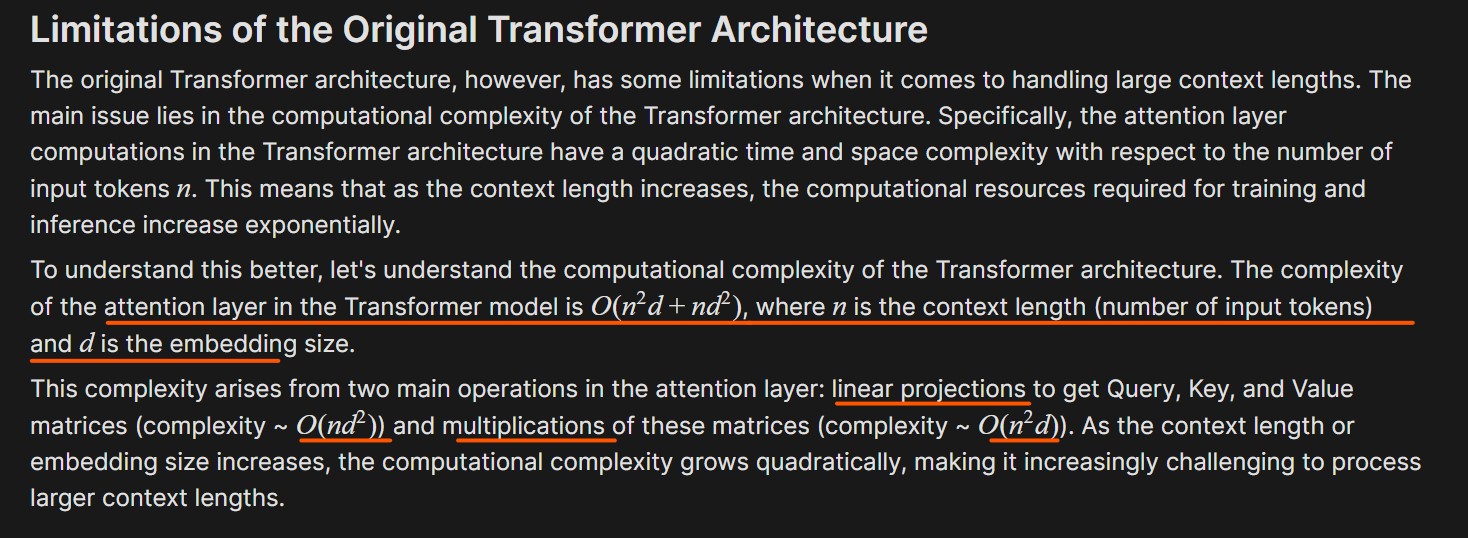 Limitations of the Original Transformer Architecture
The original Transformer architecture, however, has some limitations when it comes to handling large context lengths. The
main issue lies in the computational complexity of the Transformer architecture. Specifically, the attention layer
computations in the Transformer architecture have a quadratic time and space complexity with respect to the number of
input tokens n. This means that as the context length increases, the computational resources required for training and
inference increase exponentially.
To understand this better, let's understand the computational complexity of the Transformer architecture. The complexity
of the attention layer in the Transformer model is O(n²d + nd²), where n is the context length (number of input tokens)
and d is the embedding size.
This complexity arises from two main operations in the attention layer: linear projections to get Query, Key, and Value
matrices (complexity ~ O(nd²)) and multiplications of these matrices (complexity ~ O(n²d)). As the context length or
embedding size increases, the computational complexity grows quadratically, making it increasingly challenging to process
larger context lengths.